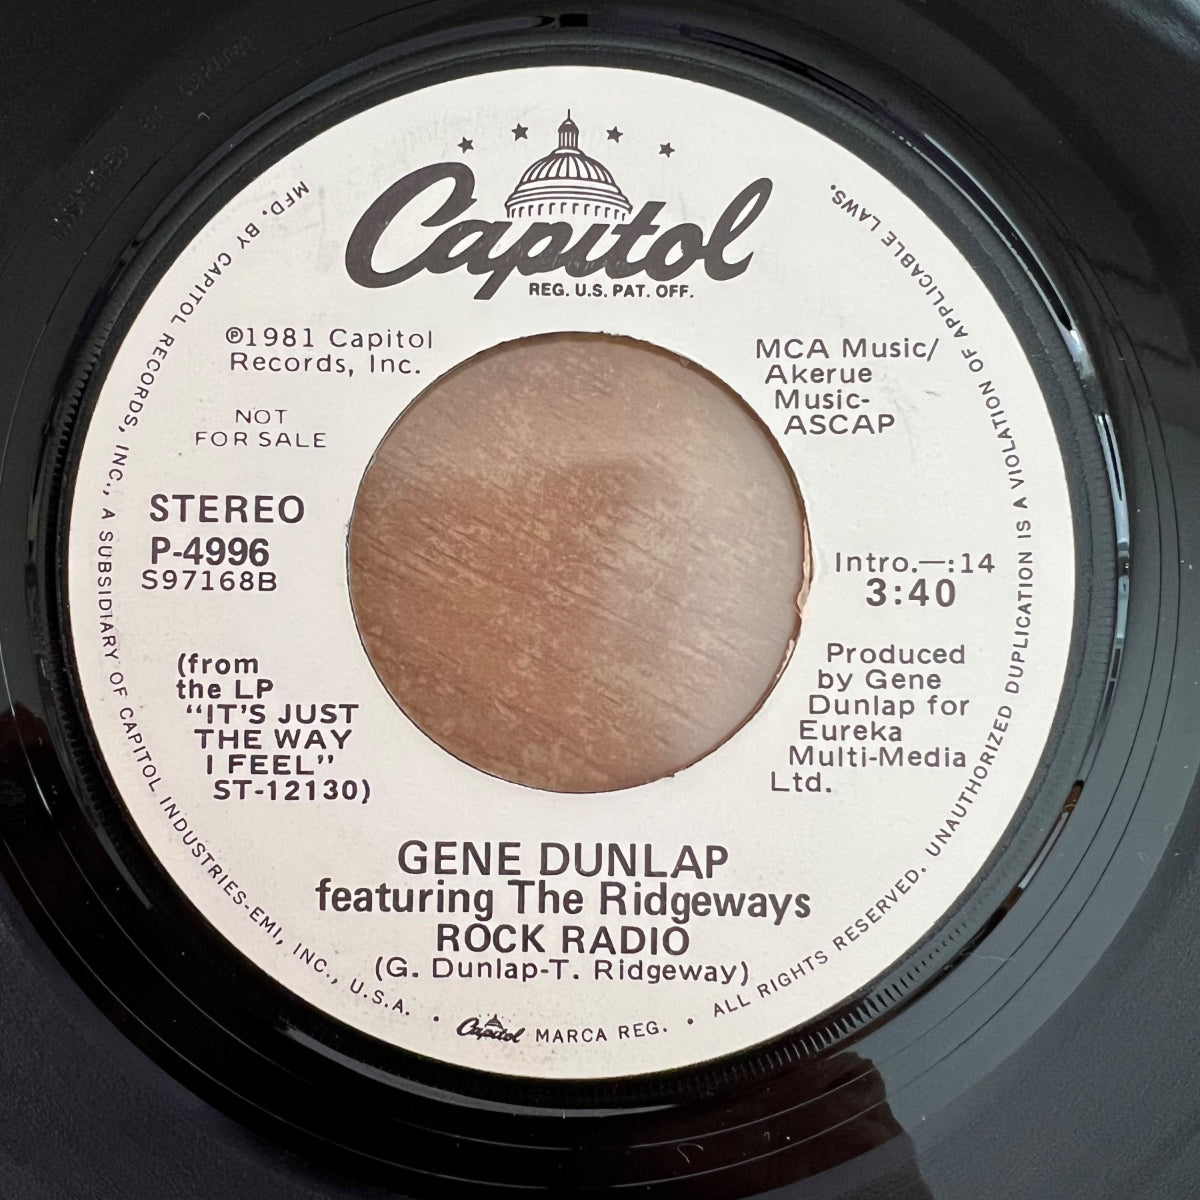 Capitol
REG. U.S. PAT. OFF.
℗1981 Capitol
Records, Inc.
NOT
FOR SALE
STEREO
P-4996
S97168B
(from
the LP
"IT'S JUST
THE WAY
I FEEL"
ST-12130)
MCA Music/
Akerue
Music-
ASCAP
Intro.—:14
3:40
Produced
by Gene
Dunlap for
Eureka
Multi-Media
Ltd.
GENE DUNLAP
featuring The Ridgeways
ROCK RADIO
(G. Dunlap-T. Ridgeway)
MFD. BY CAPITOL RECORDS, INC., A SUBSIDIARY OF CAPITOL INDUSTRIES-EMI, INC., U.S.A. • Capitol MARCA REG. • ALL RIGHTS RESERVED. UNAUTHORIZED DUPLICATION IS A VIOLATION OF APPLICABLE LAWS.